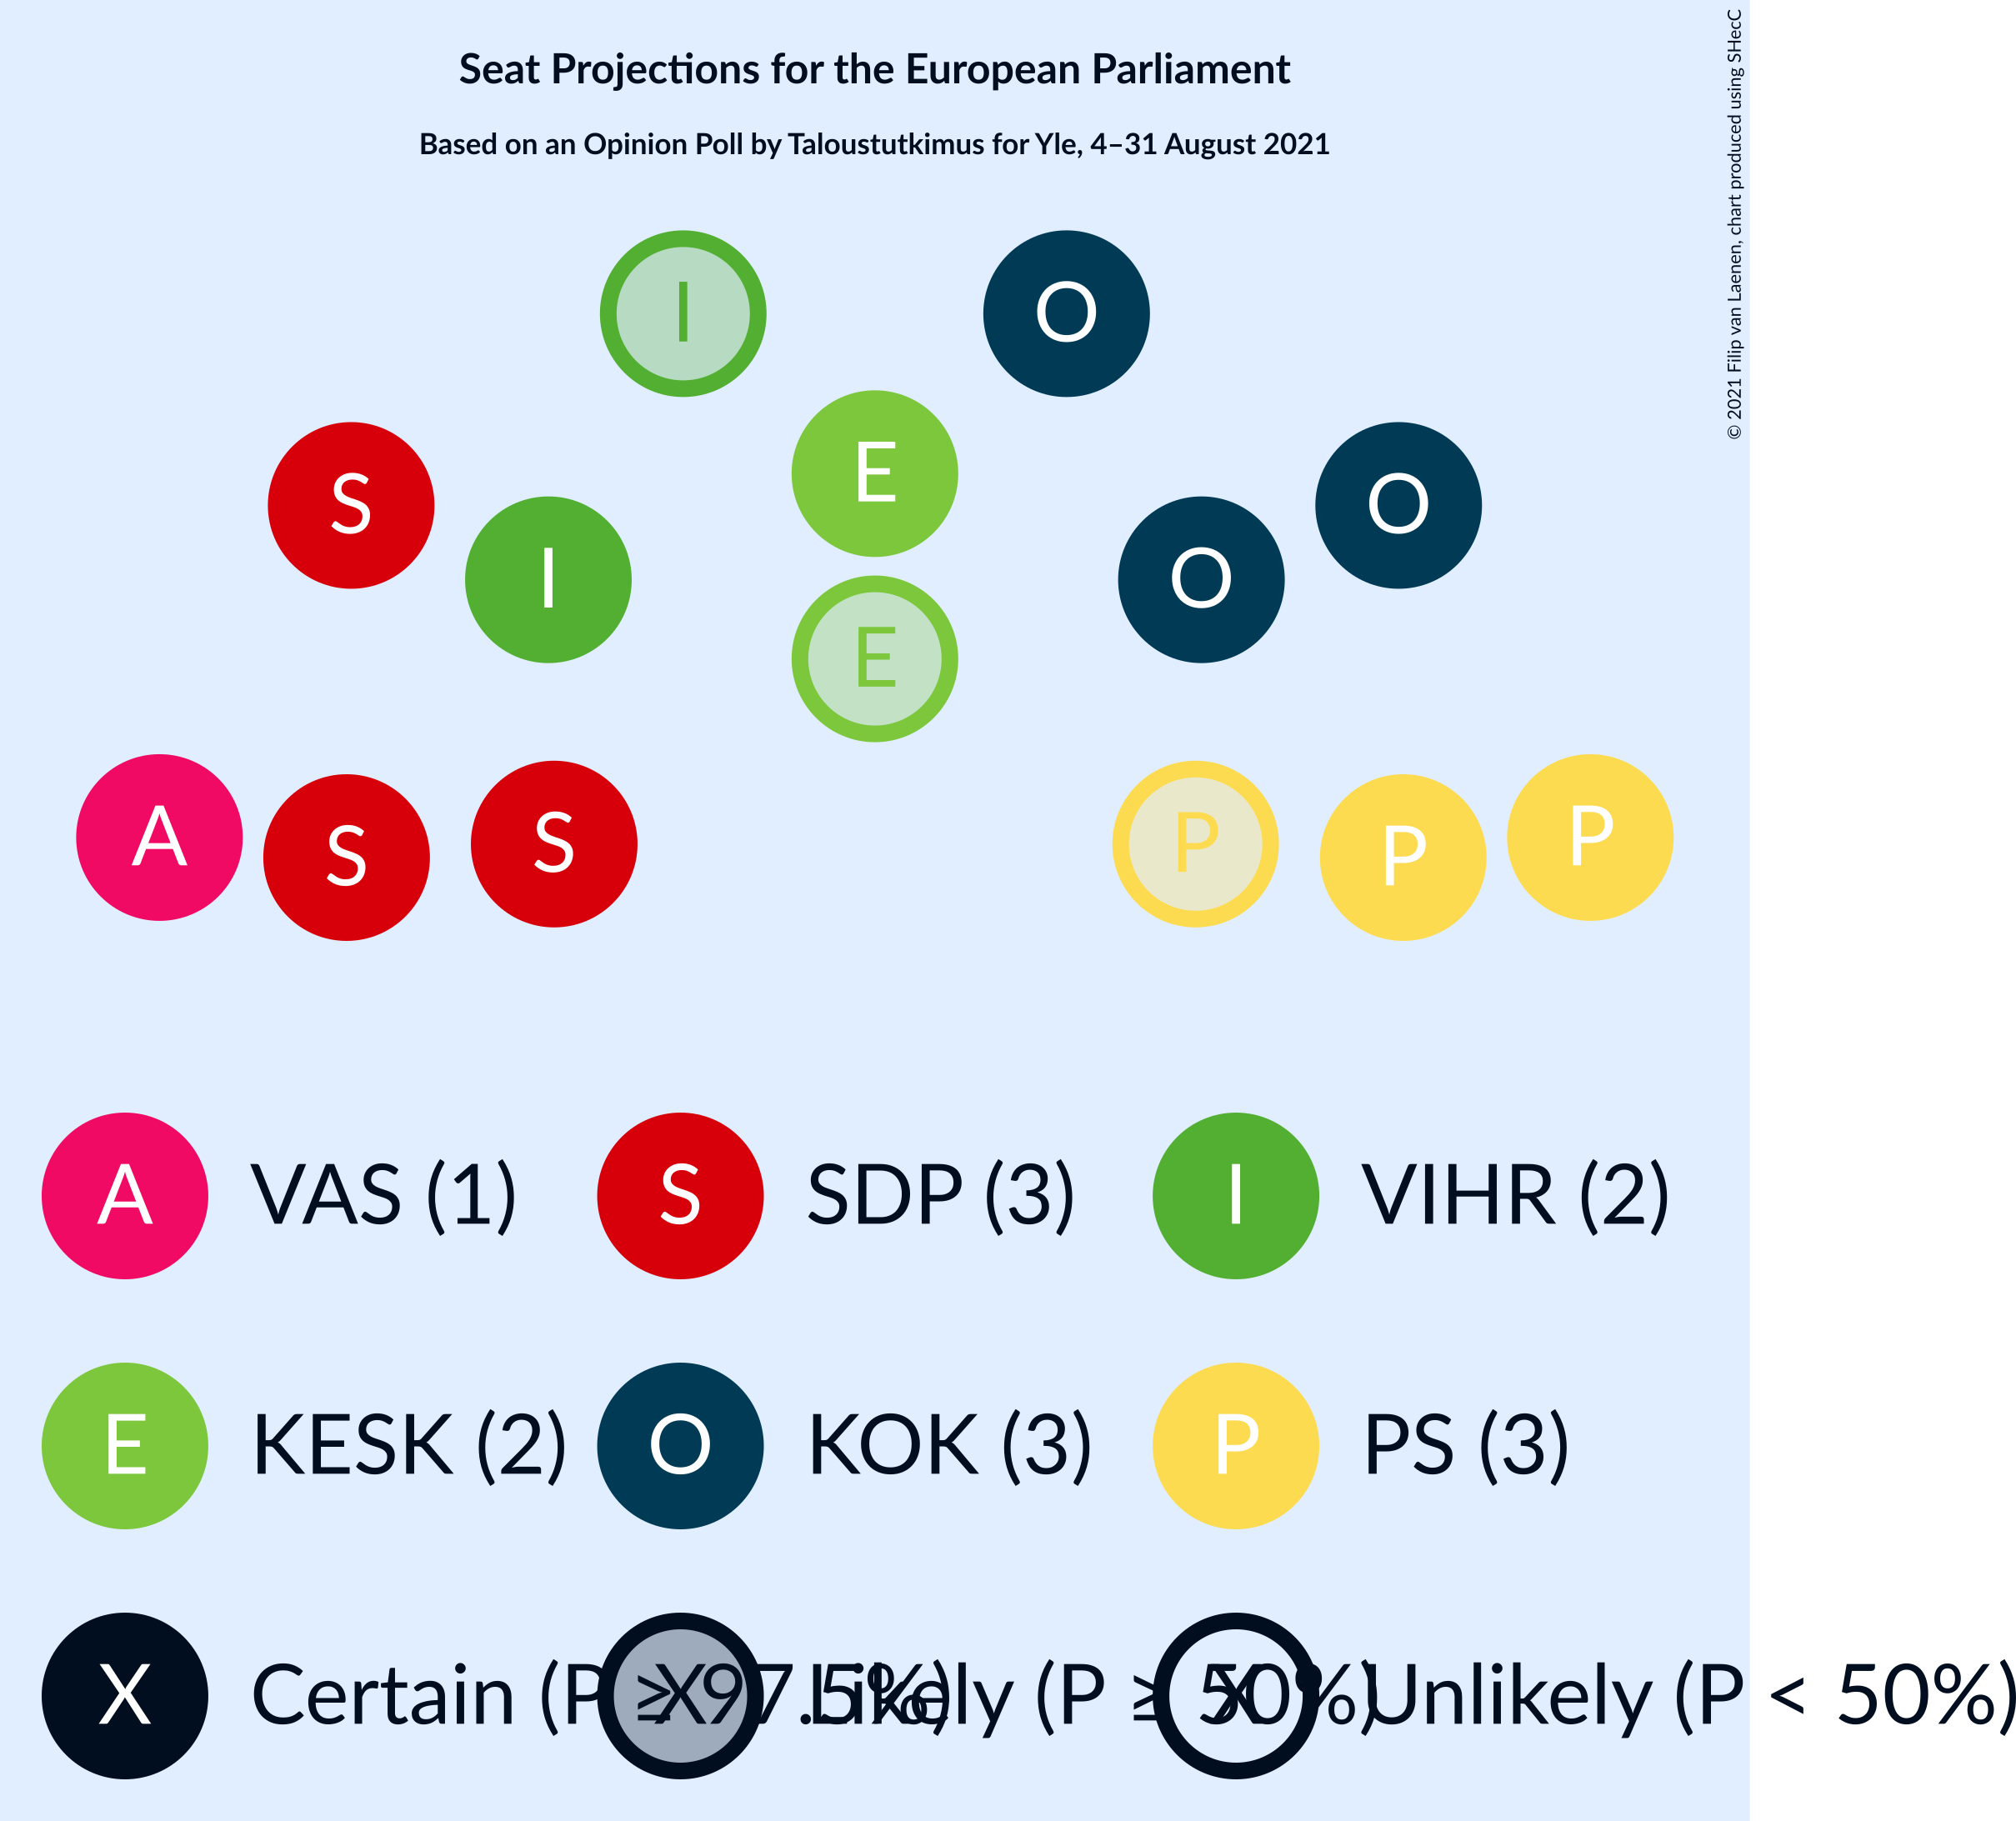 Seat Projections for the European Parliament
Based on an Opinion Poll by Taloustutkimus for Yle, 4–31 August 2021
© 2021 Filip van Laenen, chart produced using SHecC
I O
E
S O
I O
E
A S S P P P
A VAS (1) S SDP (3) I VIHR (2)
E KESK (2) O KOK (3) P PS (3)
X Certain (P ≥ 97.5%) X Likely (P ≥ 50%) X Unlikely (P < 50%)